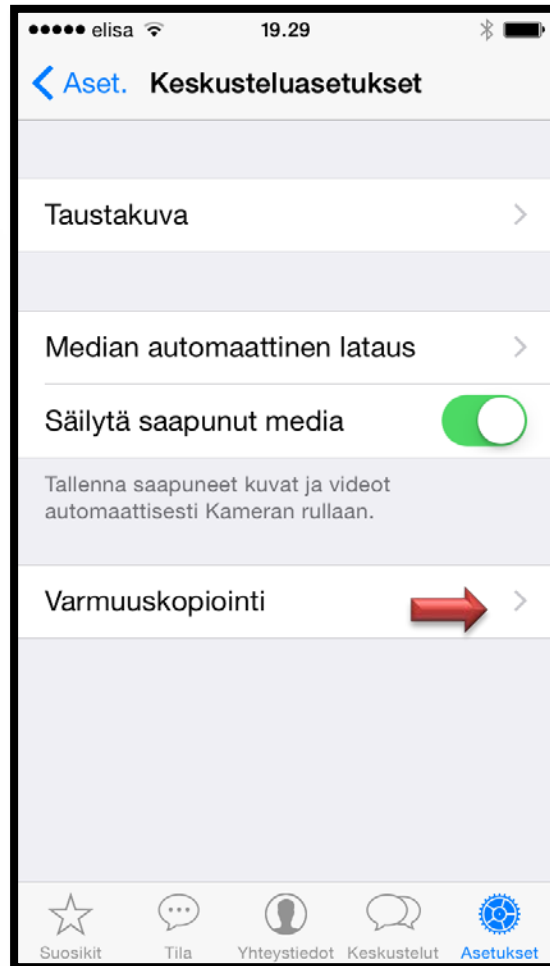 elisa 19.29
Aset. Keskusteluasetukset
Taustakuva
Median automaattinen lataus
Säilytä saapunut media
Tallenna saapuneet kuvat ja videot
automaattisesti Kameran rullaan.
Varmuuskopiointi
Suosikit Tila Yhteystiedot Keskustelut Asetukset